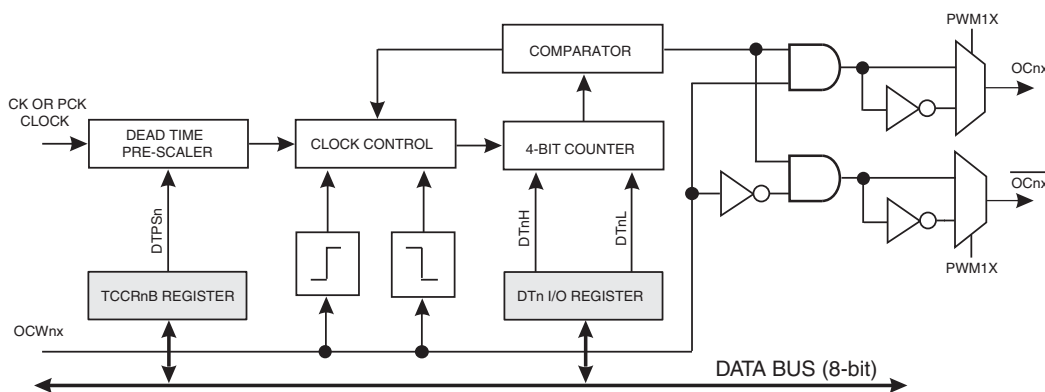 PWM1X
COMPARATOR
OCnx
CK OR PCK
CLOCK
DEAD TIME
PRE-SCALER
CLOCK CONTROL
4-BIT COUNTER
OCnx
DTPSn
DTnH
DTnL
PWM1X
TCCRnB REGISTER
DTn I/O REGISTER
OCWnx
DATA BUS (8-bit)